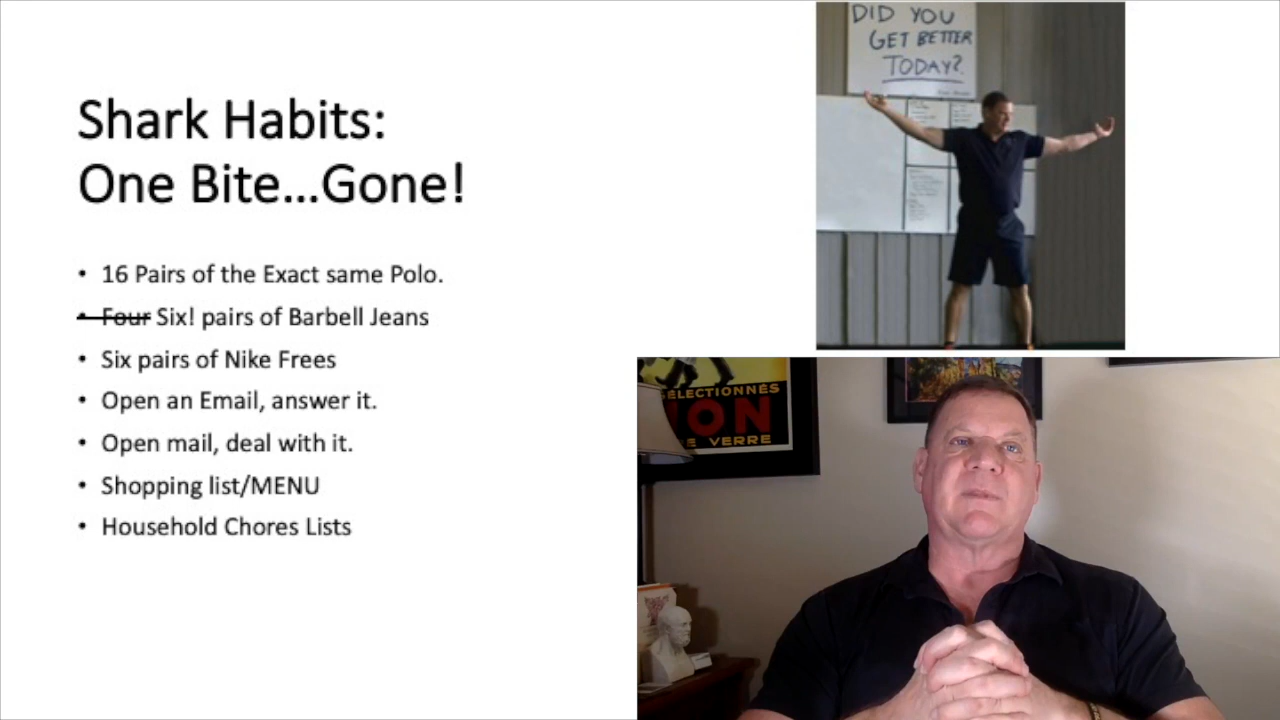 Shark Habits:
One Bite...Gone!
• 16 Pairs of the Exact same Polo.
• Four Six! pairs of Barbell Jeans
• Six pairs of Nike Frees
• Open an Email, answer it.
• Open mail, deal with it.
• Shopping list/MENU
• Household Chores Lists
DID YOU
GET BETTER
TODAY?
SÉLECTIONNÉS
ON
E VERRE